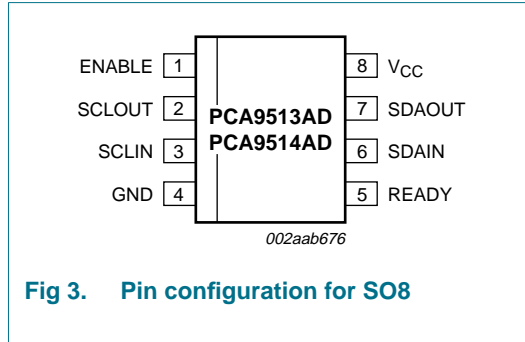 ENABLE 1 8 VCC
SCLOUT 2 PCA9513AD 7 SDAOUT
SCLIN 3 PCA9514AD 6 SDAIN
GND 4 5 READY
002aab676
Fig 3. Pin configuration for SO8